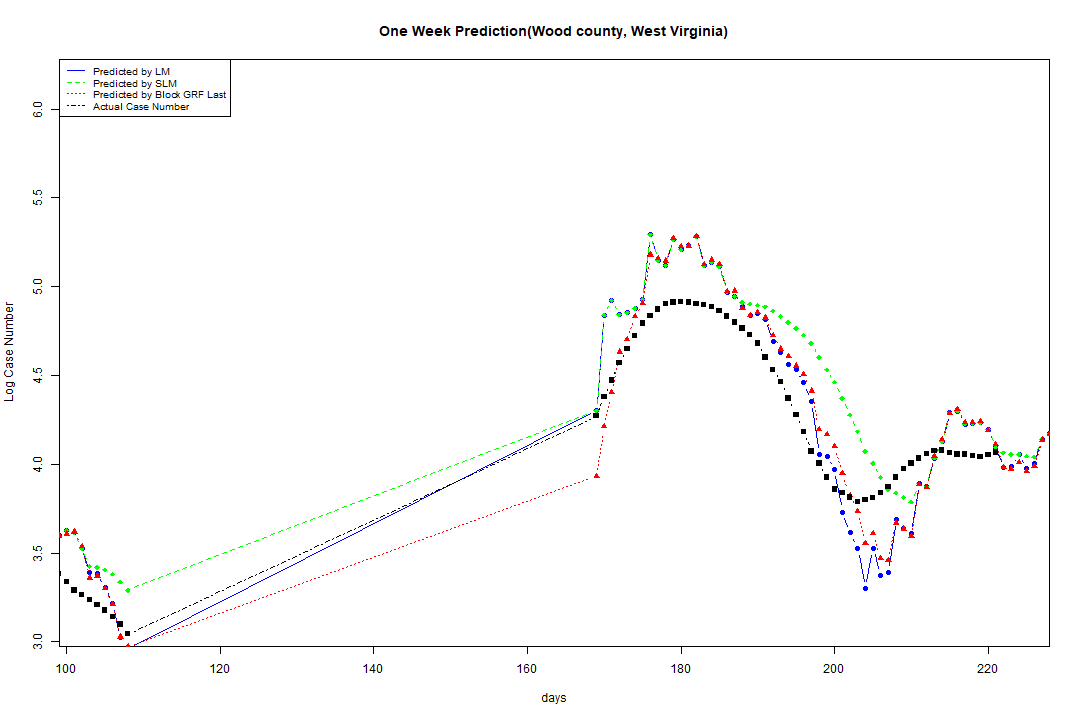 One Week Prediction(Wood county, West Virginia)
Predicted by LM
Predicted by SLM
Predicted by Block GRF Last
Actual Case Number
6.0
5.5
5.0
4.5
4.0
3.5
3.0
Log Case Number
100 120 140 160 180 200 220
days